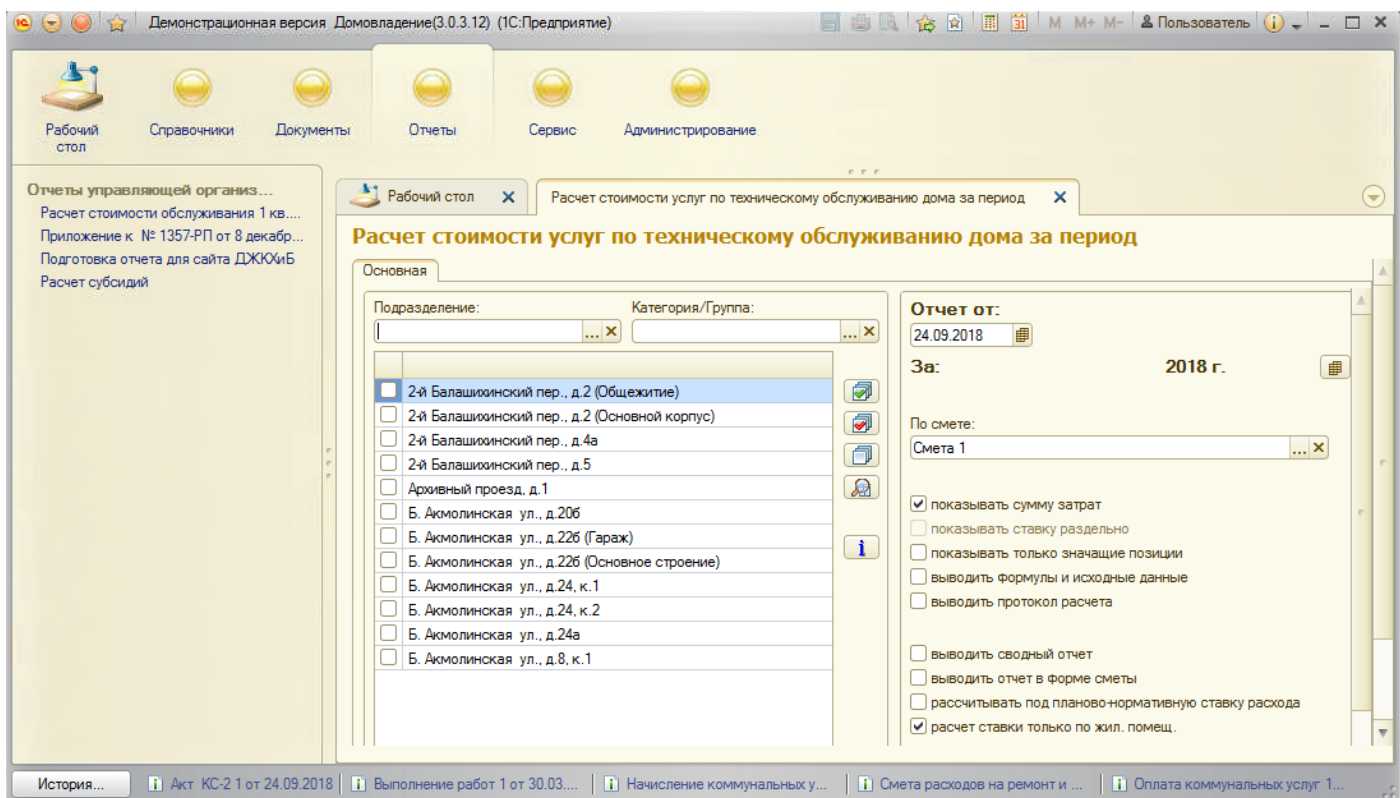 Демонстрационная версия Домовладение(3.0.3.12) (1С:Предприятие)
31 M M+ M- Пользователь
Рабочий стол
Справочники
Документы
Отчеты
Сервис
Администрирование
Отчеты управляющей организ...
Расчет стоимости обслуживания 1 кв....
Приложение к № 1357-РП от 8 декабр...
Подготовка отчета для сайта ДЖКХиБ
Расчет субсидий
Рабочий стол
Расчет стоимости услуг по техническому обслуживанию дома за период
Расчет стоимости услуг по техническому обслуживанию дома за период
Основная
Подразделение:
Категория/Группа:
2-й Балашихинский пер., д.2 (Общежитие)
2-й Балашихинский пер., д.2 (Основной корпус)
2-й Балашихинский пер., д.4а
2-й Балашихинский пер., д.5
Архивный проезд, д.1
Б. Акмолинская ул., д.20б
Б. Акмолинская ул., д.22б (Гараж)
Б. Акмолинская ул., д.22б (Основное строение)
Б. Акмолинская ул., д.24, к.1
Б. Акмолинская ул., д.24, к.2
Б. Акмолинская ул., д.24а
Б. Акмолинская ул., д.8, к.1
Отчет от:
24.09.2018
За: 2018 г.
По смете:
Смета 1
показывать сумму затрат
показывать ставку раздельно
показывать только значащие позиции
выводить формулы и исходные данные
выводить протокол расчета
выводить сводный отчет
выводить отчет в форме сметы
рассчитывать под планово-нормативную ставку расхода
расчет ставки только по жил. помещ.
История...
Акт КС-2 1 от 24.09.2018
Выполнение работ 1 от 30.03....
Начисление коммунальных у...
Смета расходов на ремонт и ...
Оплата коммунальных услуг 1...